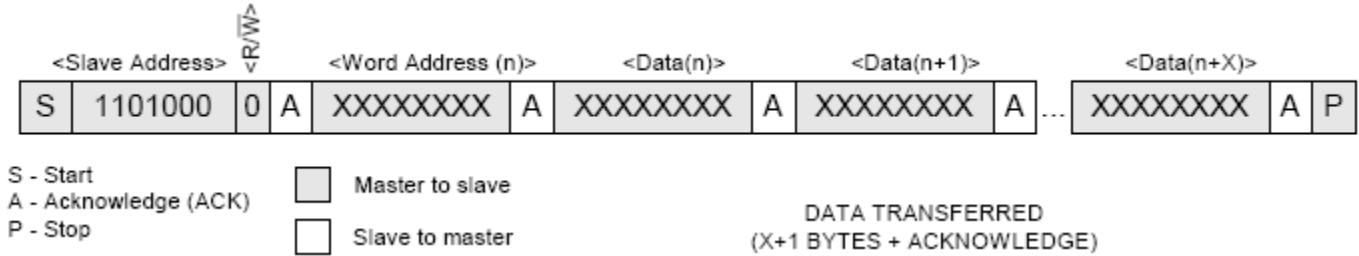 <Slave Address> <R/W> <Word Address (n)> <Data(n)> <Data(n+1)> <Data(n+X)>
S 1101000 0 A XXXXXXXX A XXXXXXXX A XXXXXXXX A ... XXXXXXXX A P
S - Start
A - Acknowledge (ACK)
P - Stop
Master to slave
Slave to master
DATA TRANSFERRED
(X+1 BYTES + ACKNOWLEDGE)